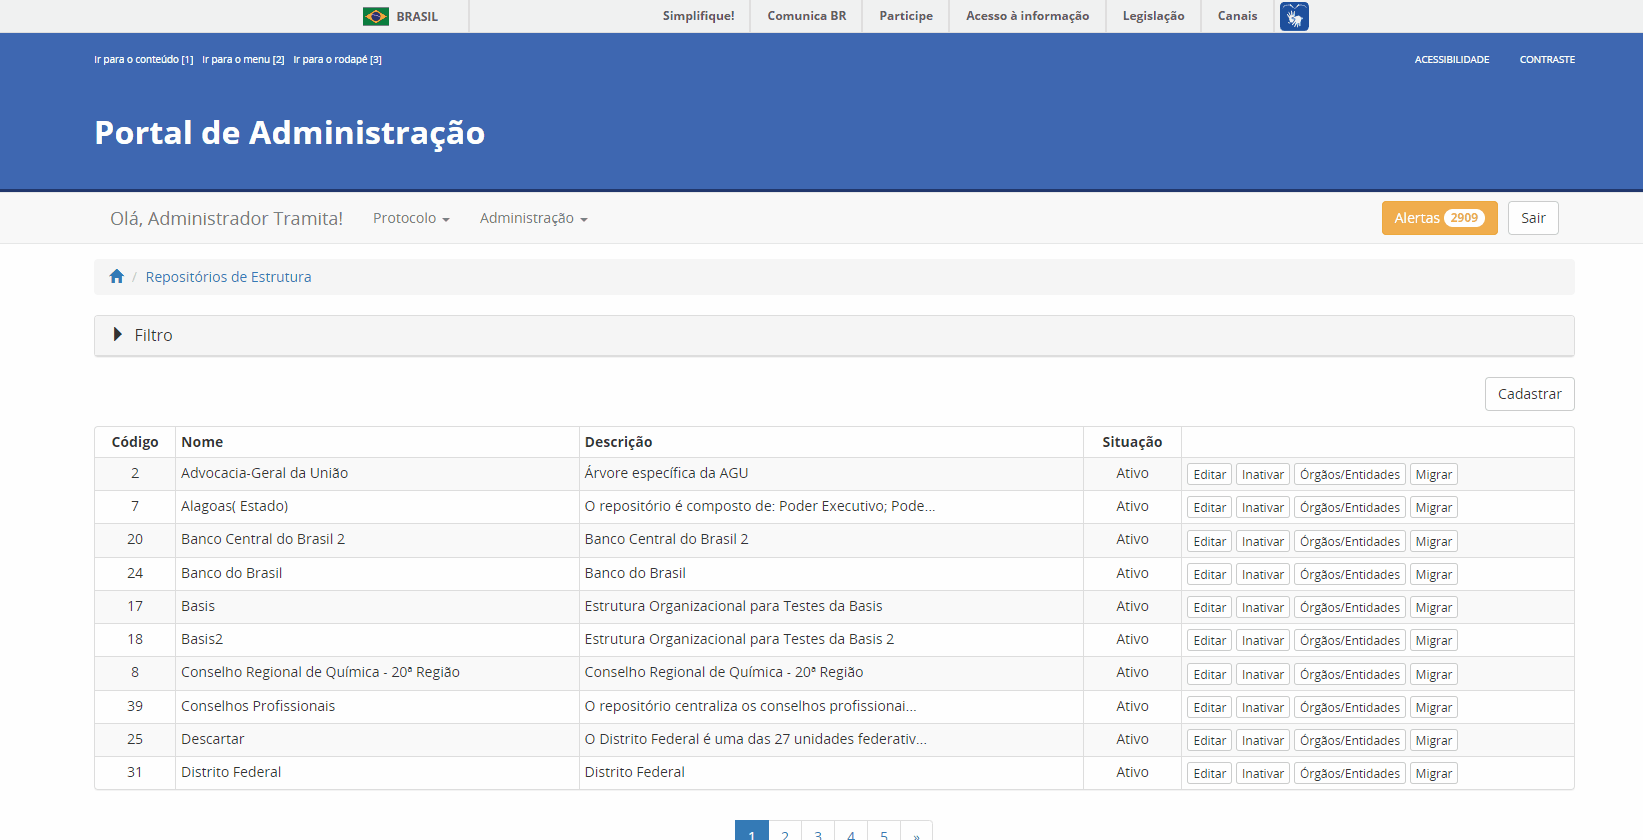 BRASIL Simplifique! Comunica BR Participe Acesso à informação Legislação Canais
Ir para o conteúdo [1] Ir para o menu [2] Ir para o rodapé [3] ACESSIBILIDADE CONTRASTE
Portal de Administração
Olá, Administrador Tramita! Protocolo Administração Alertas 2909 Sair
/ Repositórios de Estrutura
Filtro
Cadastrar
Código Nome Descrição Situação
2 Advocacia-Geral da União Árvore específica da AGU Ativo Editar Inativar Órgãos/Entidades Migrar
7 Alagoas( Estado) O repositório é composto de: Poder Executivo; Pode... Ativo Editar Inativar Órgãos/Entidades Migrar
20 Banco Central do Brasil 2 Banco Central do Brasil 2 Ativo Editar Inativar Órgãos/Entidades Migrar
24 Banco do Brasil Banco do Brasil Ativo Editar Inativar Órgãos/Entidades Migrar
17 Basis Estrutura Organizacional para Testes da Basis Ativo Editar Inativar Órgãos/Entidades Migrar
18 Basis2 Estrutura Organizacional para Testes da Basis 2 Ativo Editar Inativar Órgãos/Entidades Migrar
8 Conselho Regional de Química - 20ª Região Conselho Regional de Química - 20ª Região Ativo Editar Inativar Órgãos/Entidades Migrar
39 Conselhos Profissionais O repositório centraliza os conselhos profissionai... Ativo Editar Inativar Órgãos/Entidades Migrar
25 Descartar O Distrito Federal é uma das 27 unidades federativ... Ativo Editar Inativar Órgãos/Entidades Migrar
31 Distrito Federal Distrito Federal Ativo Editar Inativar Órgãos/Entidades Migrar
1 2 3 4 5 »